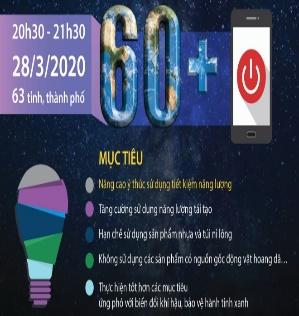 20h30 - 21h30
28/3/2020
63 tỉnh, thành phố
60+
MỤC TIÊU
Nâng cao ý thức sử dụng tiết kiệm năng lượng
Tăng cường sử dụng năng lượng tái tạo
Hạn chế sử dụng sản phẩm nhựa và túi ni lông
Không sử dụng các sản phẩm có nguồn gốc động vật hoang dã...
Thực hiện tốt hơn các mục tiêu
ứng phó với biến đổi khí hậu, bảo vệ hành tinh xanh